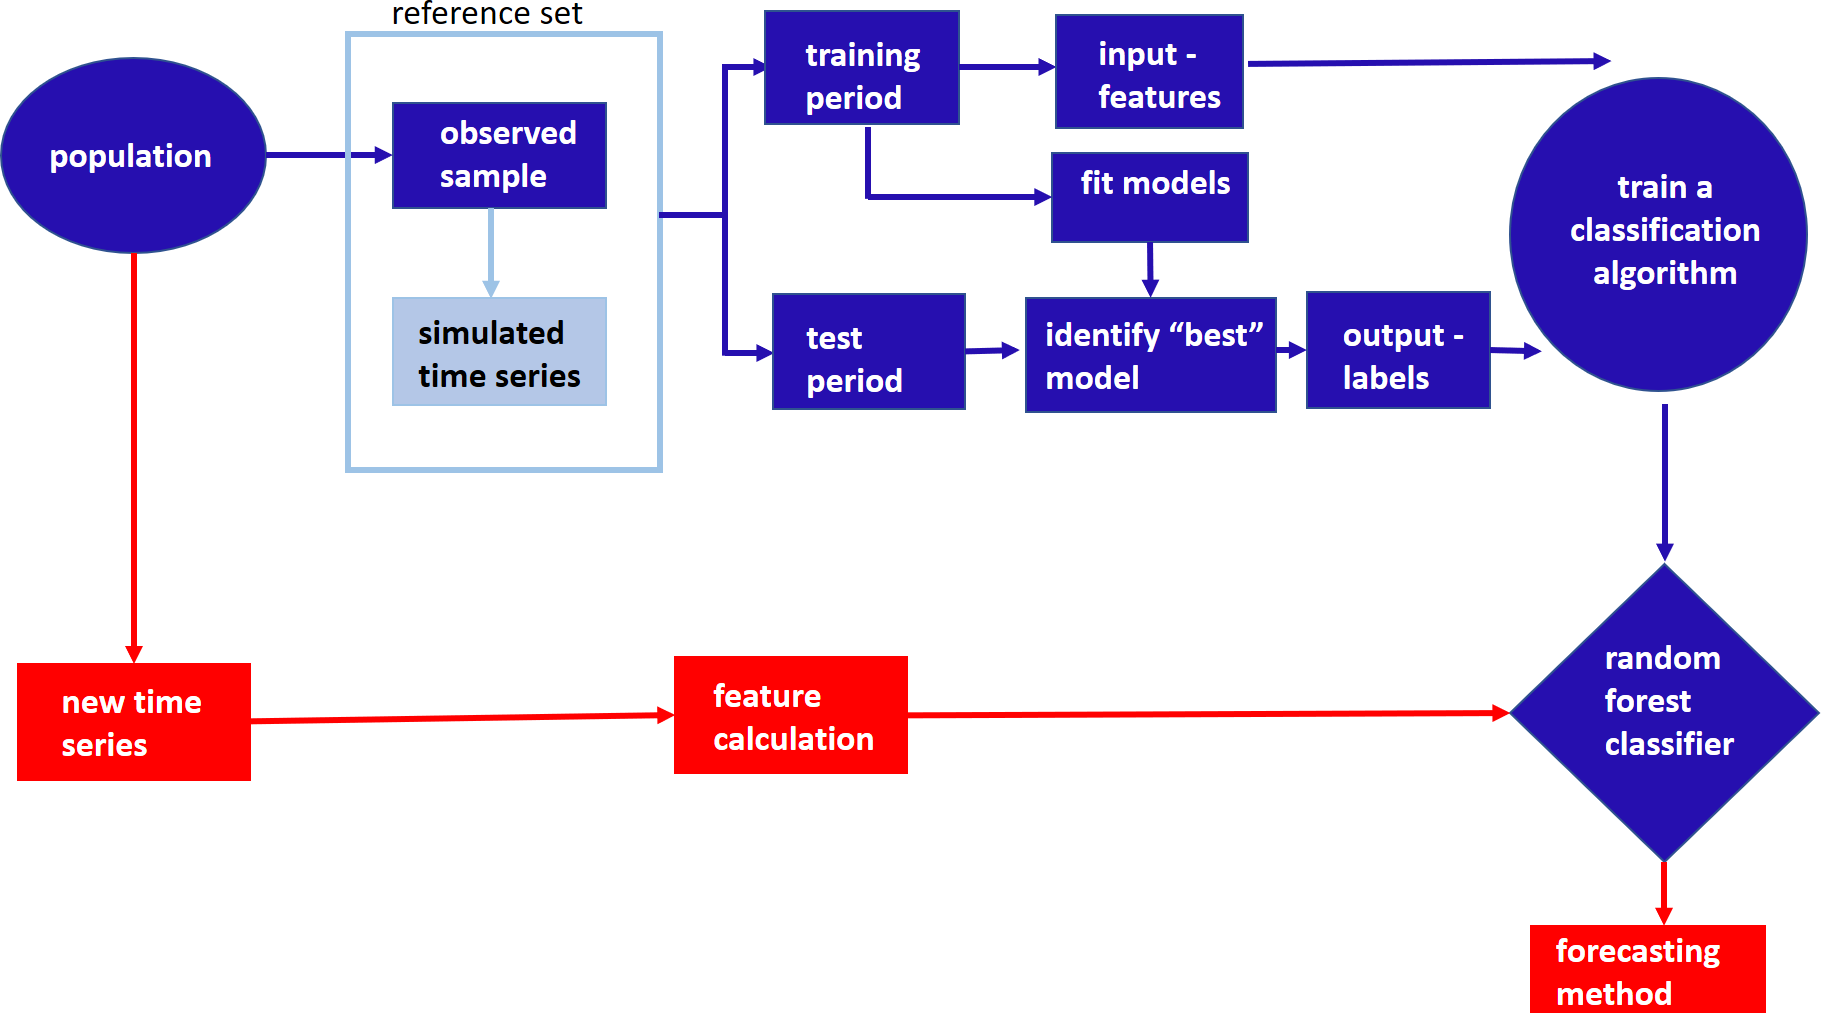 reference set
population
observed
sample
simulated
time series
training
period
input -
features
fit models
test
period
identify “best”
model
output -
labels
train a
classification
algorithm
new time
series
feature
calculation
random
forest
classifier
forecasting
method